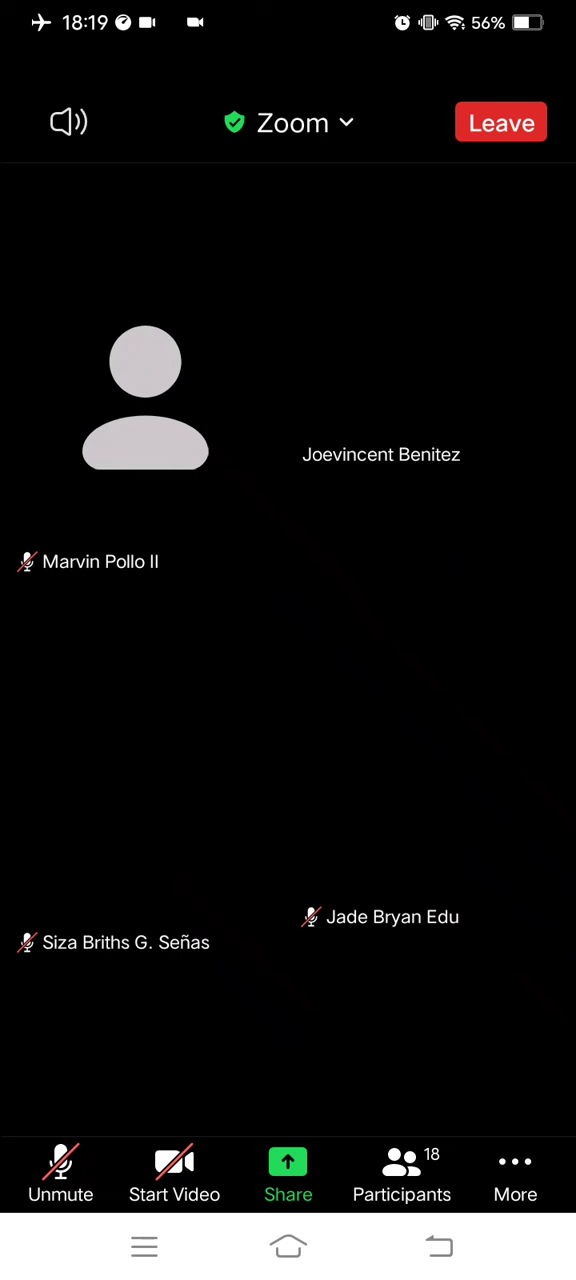 18:19
56%
Zoom
Leave
Joevincent Benitez
Marvin Pollo II
Jade Bryan Edu
Siza Briths G. Señas
18
Unmute
Start Video
Share
Participants
More